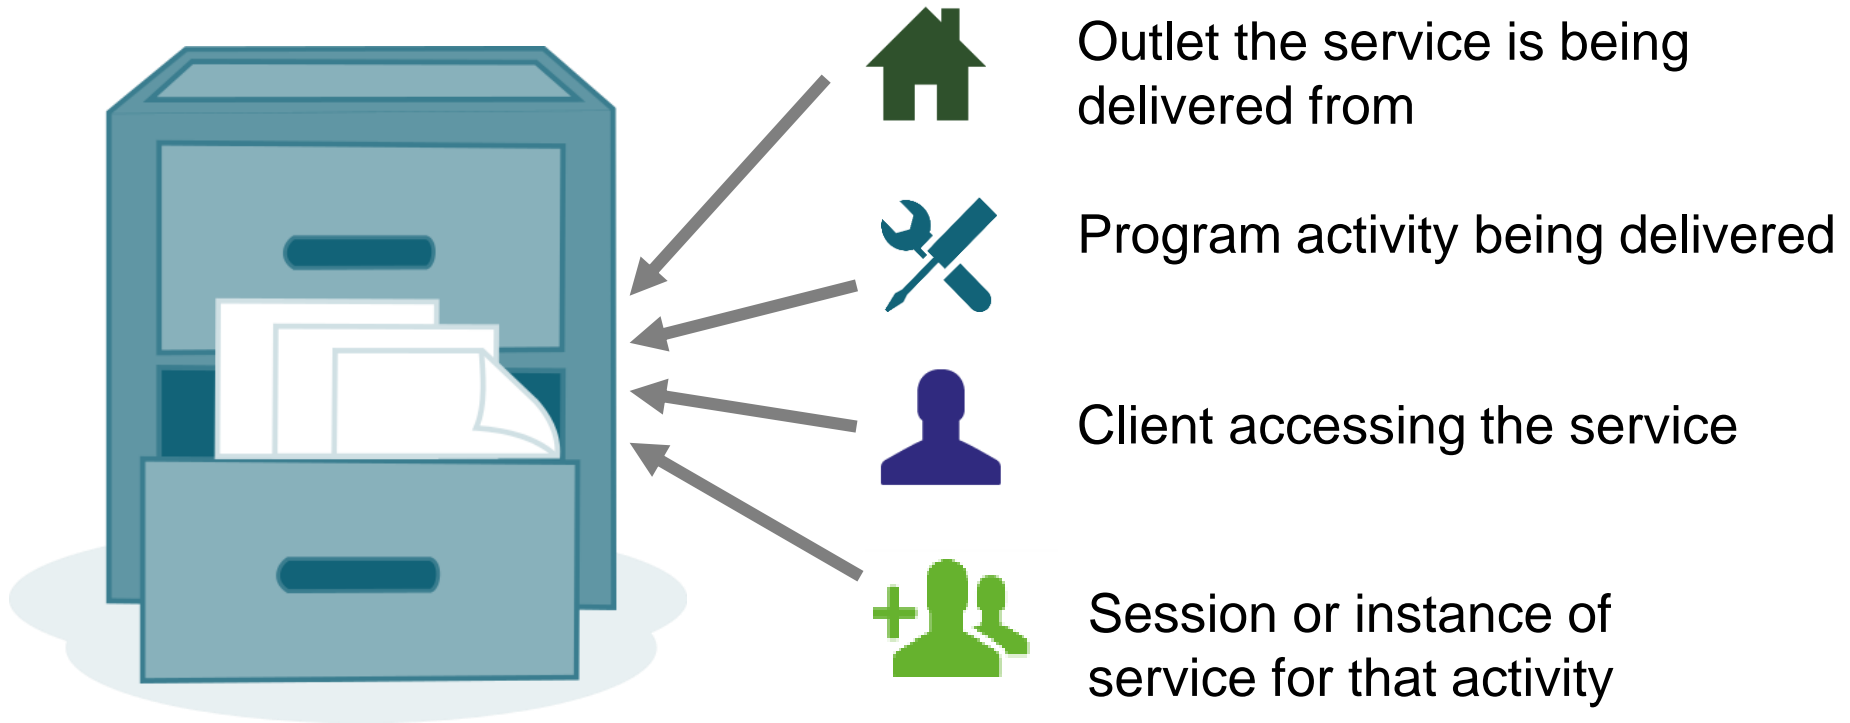 Outlet the service is being
delivered from
Program activity being delivered
Client accessing the service
Session or instance of
service for that activity